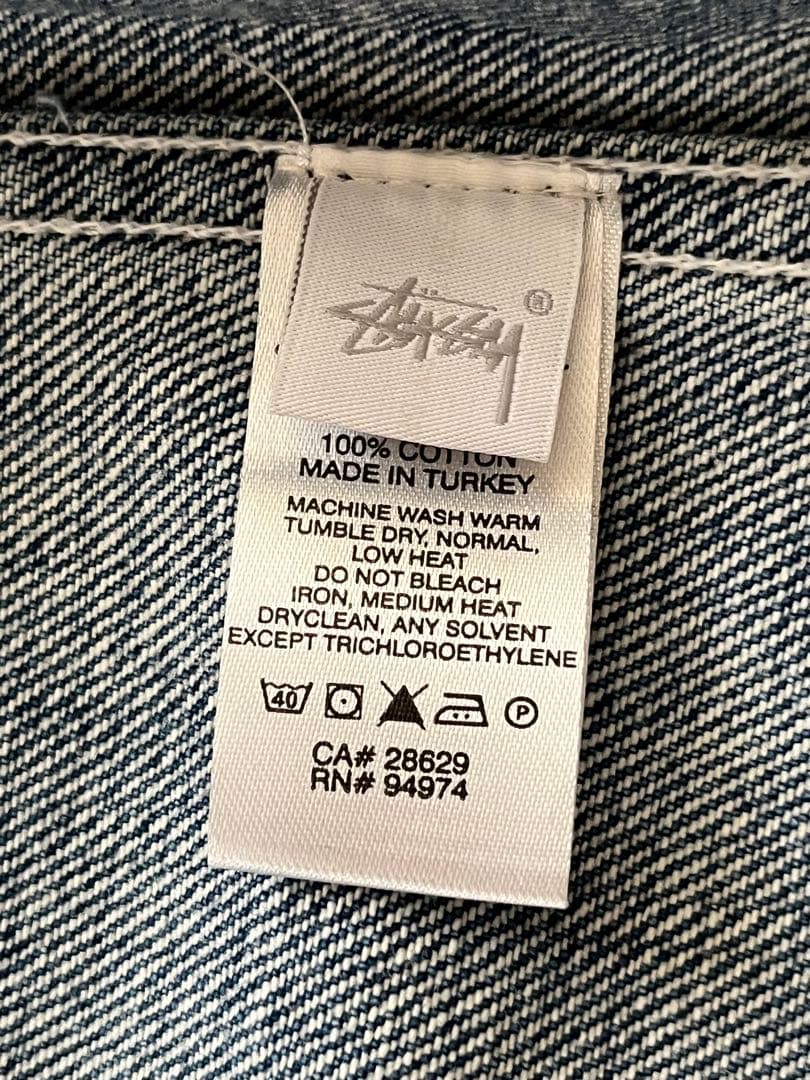 Stüssy ®
100% COTTON
MADE IN TURKEY
MACHINE WASH WARM
TUMBLE DRY, NORMAL,
LOW HEAT
DO NOT BLEACH
IRON, MEDIUM HEAT
DRYCLEAN, ANY SOLVENT
EXCEPT TRICHLOROETHYLENE
40 P
CA# 28629
RN# 94974